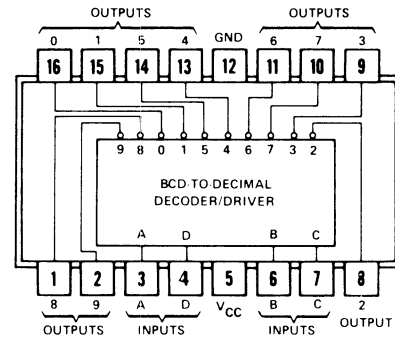 OUTPUTS OUTPUTS
0 1 5 4 GND 6 7 3
16 15 14 13 12 11 10 9
9 8 0 1 5 4 6 7 3 2
BCD-TO-DECIMAL
DECODER/DRIVER
A D B C
1 2 3 4 5 6 7 8
8 9 A D VCC B C 2
OUTPUTS INPUTS INPUTS OUTPUT